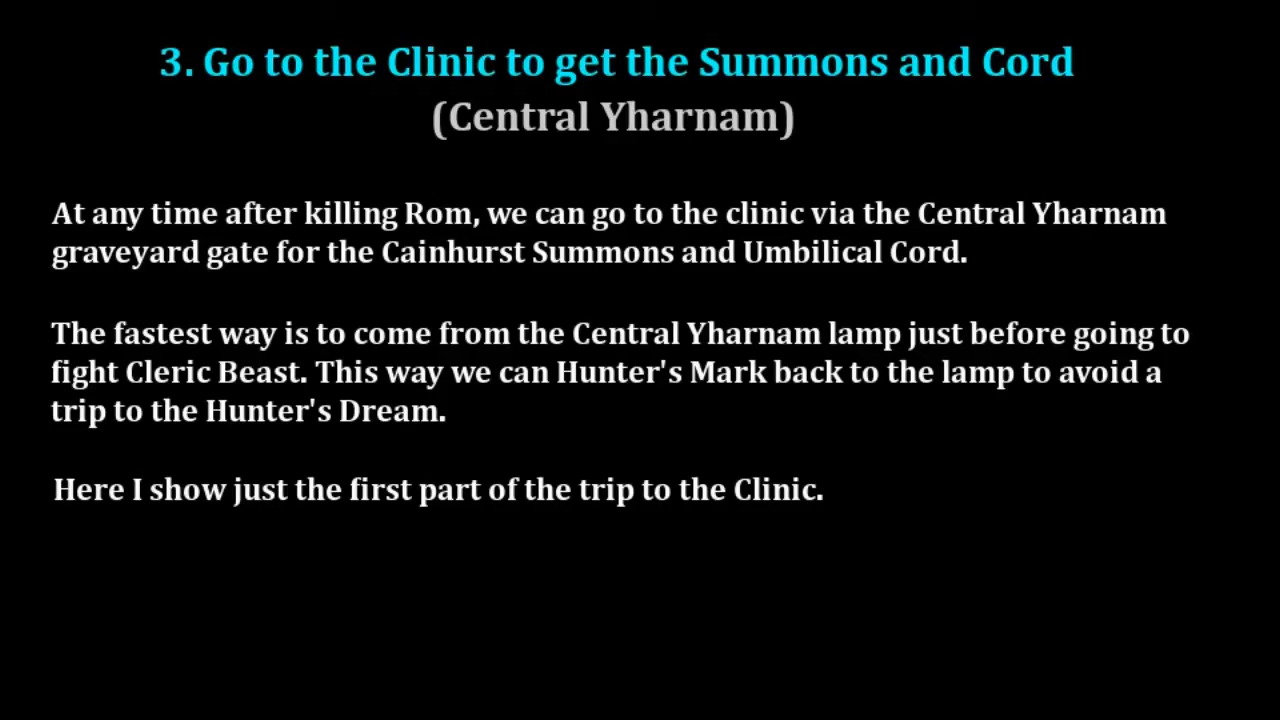 3. Go to the Clinic to get the Summons and Cord
(Central Yharnam)
At any time after killing Rom, we can go to the clinic via the Central Yharnam
graveyard gate for the Cainhurst Summons and Umbilical Cord.
The fastest way is to come from the Central Yharnam lamp just before going to
fight Cleric Beast. This way we can Hunter's Mark back to the lamp to avoid a
trip to the Hunter's Dream.
Here I show just the first part of the trip to the Clinic.